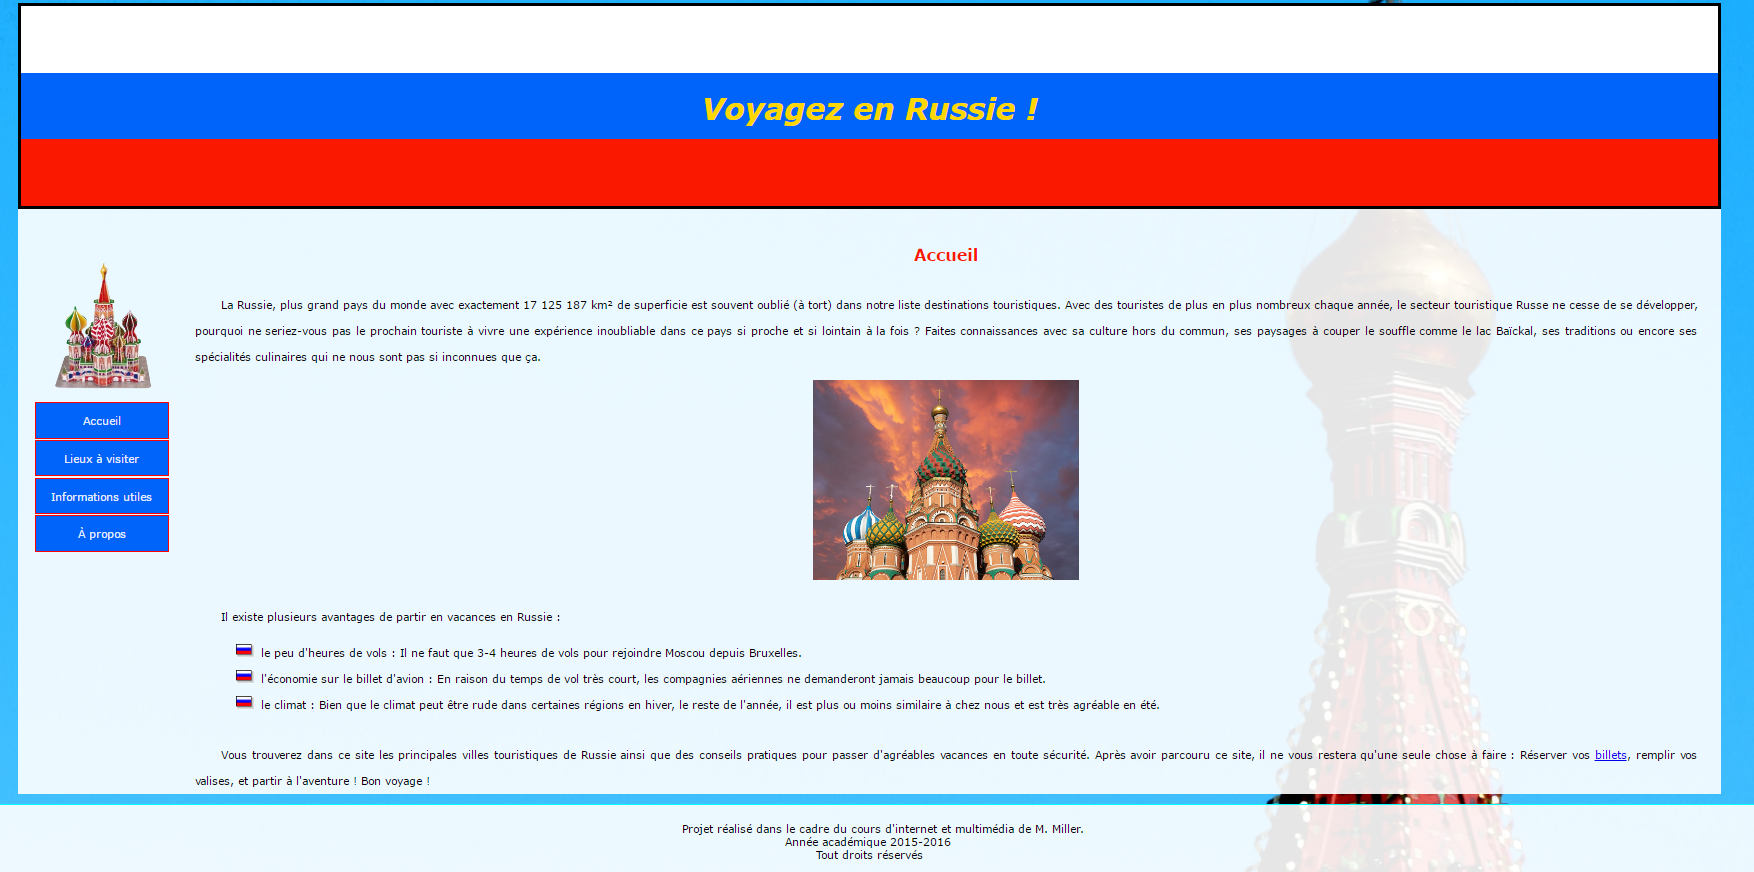 Voyagez en Russie !
Accueil
Lieux à visiter
Informations utiles
À propos
Accueil
La Russie, plus grand pays du monde avec exactement 17 125 187 km² de superficie est souvent oublié (à tort) dans notre liste destinations touristiques. Avec des touristes de plus en plus nombreux chaque année, le secteur touristique Russe ne cesse de se développer,
pourquoi ne seriez-vous pas le prochain touriste à vivre une expérience inoubliable dans ce pays si proche et si lointain à la fois ? Faites connaissances avec sa culture hors du commun, ses paysages à couper le souffle comme le lac Baïckal, ses traditions ou encore ses
spécialités culinaires qui ne nous sont pas si inconnues que ça.
Il existe plusieurs avantages de partir en vacances en Russie :
le peu d'heures de vols : Il ne faut que 3-4 heures de vols pour rejoindre Moscou depuis Bruxelles.
l'économie sur le billet d'avion : En raison du temps de vol très court, les compagnies aériennes ne demanderont jamais beaucoup pour le billet.
le climat : Bien que le climat peut être rude dans certaines régions en hiver, le reste de l'année, il est plus ou moins similaire à chez nous et est très agréable en été.
Vous trouverez dans ce site les principales villes touristiques de Russie ainsi que des conseils pratiques pour passer d'agréables vacances en toute sécurité. Après avoir parcouru ce site, il ne vous restera qu'une seule chose à faire : Réserver vos billets, remplir vos
valises, et partir à l'aventure ! Bon voyage !
Projet réalisé dans le cadre du cours d'internet et multimédia de M. Miller.
Année académique 2015-2016
Tout droits réservés